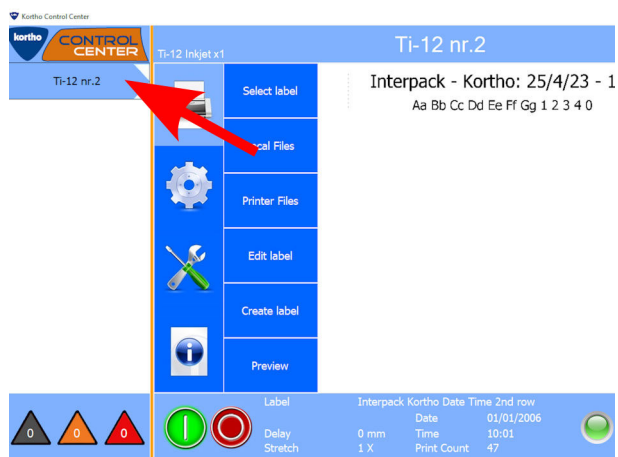 Kortho Control Center
kortho
CONTROL
CENTER
Ti-12 nr.2
Ti-12 Inkjet x1
Ti-12 nr.2
Select label
cal Files
Printer Files
Edit label
Create label
Preview
Interpack - Kortho: 25/4/23 - 1
Aa Bb Cc Dd Ee Ff Gg 1 2 3 4 0
0
0
0
Label Interpack Kortho Date Time 2nd row
Date 01/01/2006
Delay 0 mm Time 10:01
Stretch 1 X Print Count 47